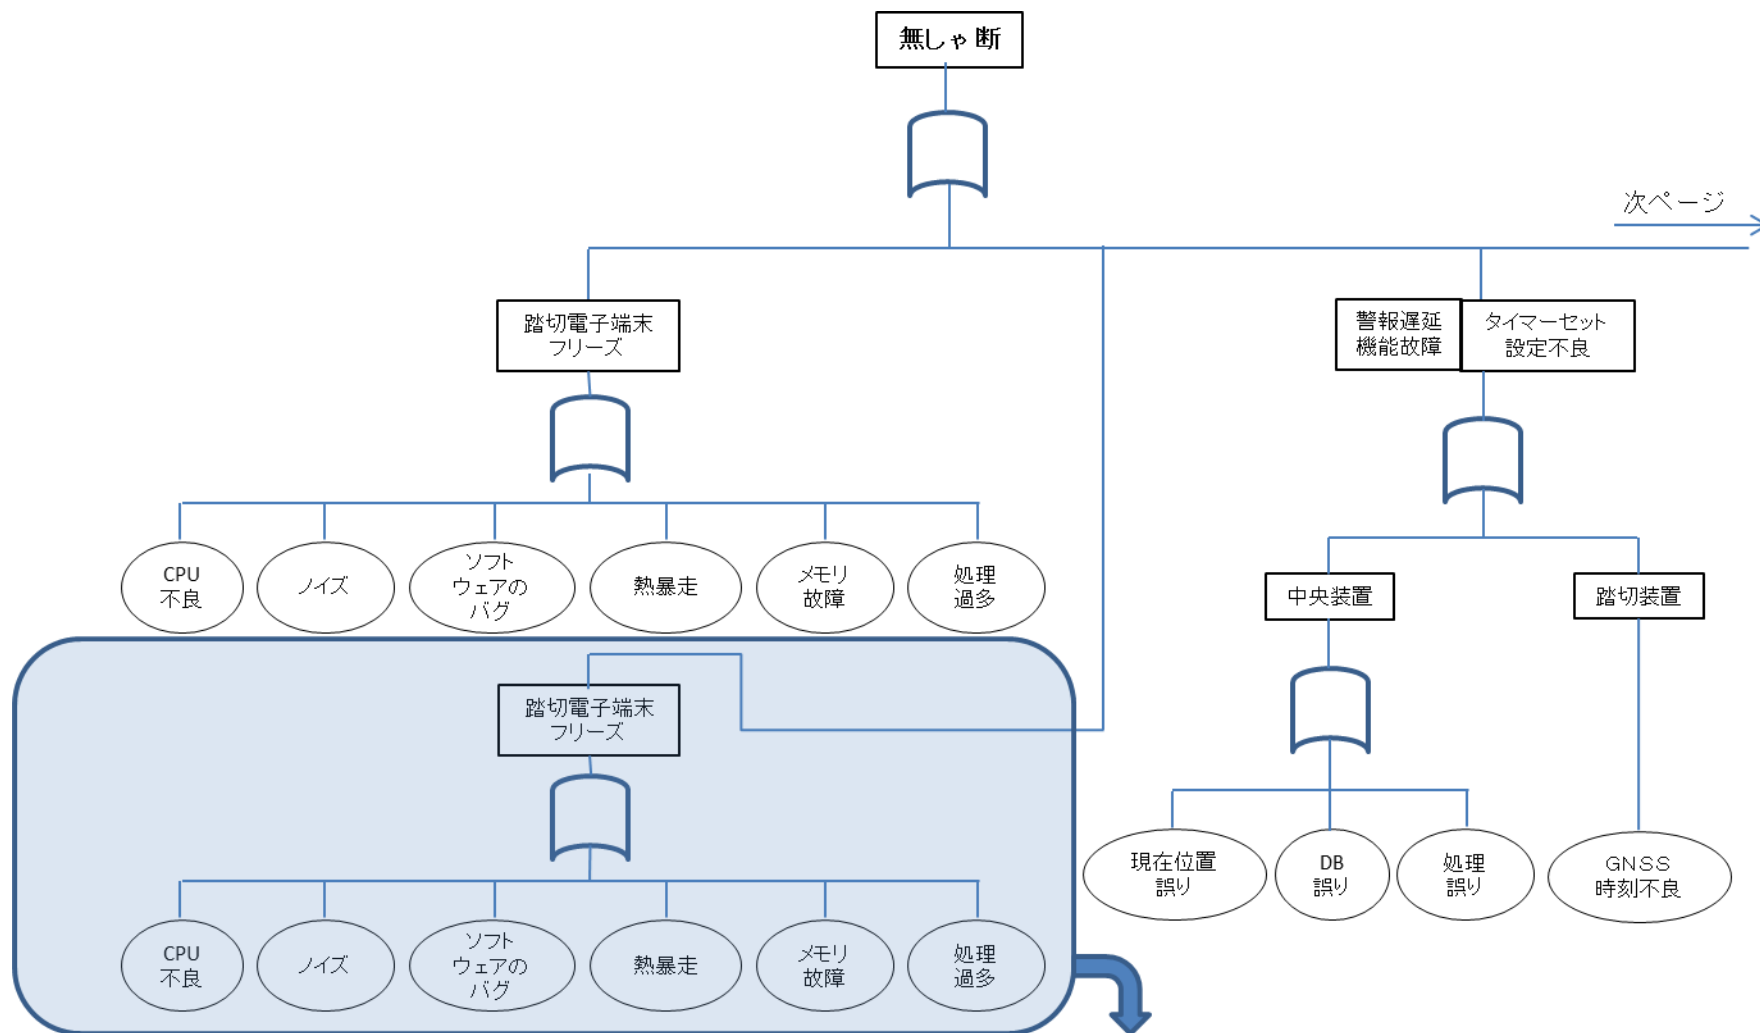 無しゃ断
次ページ
踏切電子端末
フリーズ
警報遅延
機能故障
タイマーセット
設定不良
CPU
不良
ノイズ
ソフト
ウェアの
バグ
熱暴走
メモリ
故障
処理
過多
中央装置
踏切装置
踏切電子端末
フリーズ
現在位置
誤り
DB
誤り
処理
誤り
GNSS
時刻不良
CPU
不良
ノイズ
ソフト
ウェアの
バグ
熱暴走
メモリ
故障
処理
過多